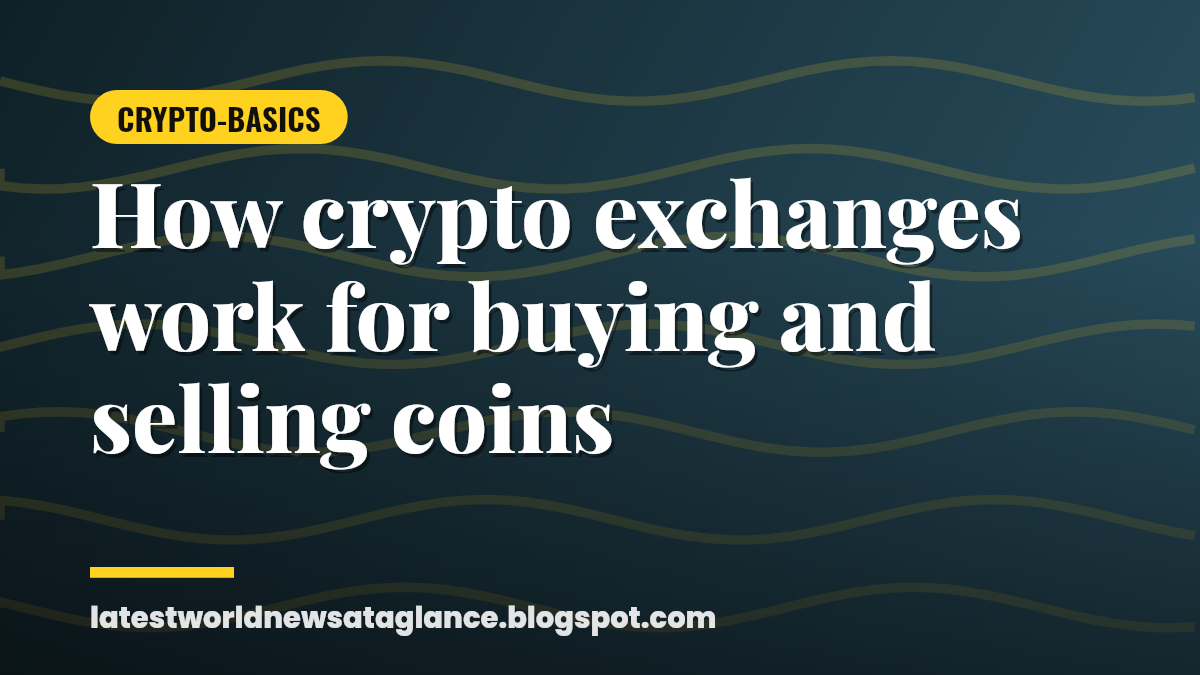 CRYPTO-BASICS
How crypto exchanges
work for buying and
selling coins
latestworldnewsataglance.blogspot.com